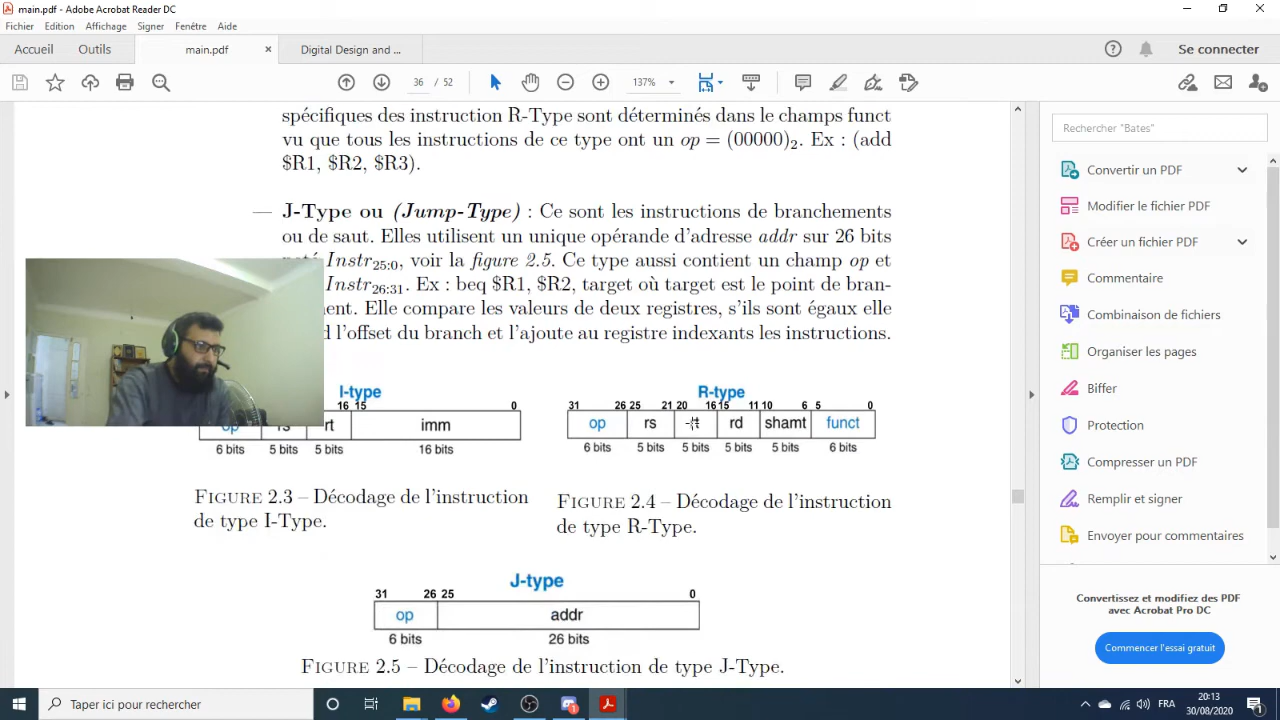 main.pdf - Adobe Acrobat Reader DC
Fichier Edition Affichage Signer Fenêtre Aide
Accueil Outils main.pdf × Digital Design and ... Se connecter
36 / 52 137%
spécifiques des instruction R-Type sont déterminés dans le champs funct
vu que tous les instructions de ce type ont un op = (00000)₂. Ex : (add
$R1, $R2, $R3).
— J-Type ou (Jump-Type) : Ce sont les instructions de branchements
ou de saut. Elles utilisent un unique opérande d'adresse addr sur 26 bits
Instr₂₅:₀, voir la figure 2.5. Ce type aussi contient un champ op et
Instr₂₆:₃₁. Ex : beq $R1, $R2, target où target est le point de bran-
ment. Elle compare les valeurs de deux registres, s'ils sont égaux elle
d l'offset du branch et l'ajoute au registre indexants les instructions.
I-type
16 15 0
op rs rt imm
6 bits 5 bits 5 bits 16 bits
FIGURE 2.3 – Décodage de l'instruction
de type I-Type.
R-type
31 26 25 21 20 16 15 11 10 6 5 0
op rs rt rd shamt funct
6 bits 5 bits 5 bits 5 bits 5 bits 6 bits
FIGURE 2.4 – Décodage de l'instruction
de type R-Type.
J-type
31 26 25 0
op addr
6 bits 26 bits
FIGURE 2.5 – Décodage de l'instruction de type J-Type.
Rechercher "Bates"
Convertir un PDF
Modifier le fichier PDF
Créer un fichier PDF
Commentaire
Combinaison de fichiers
Organiser les pages
Biffer
Protection
Compresser un PDF
Remplir et signer
Envoyer pour commentaires
Convertissez et modifiez des PDF
avec Acrobat Pro DC
Commencer l'essai gratuit
Taper ici pour rechercher
FRA
20:13
30/08/2020